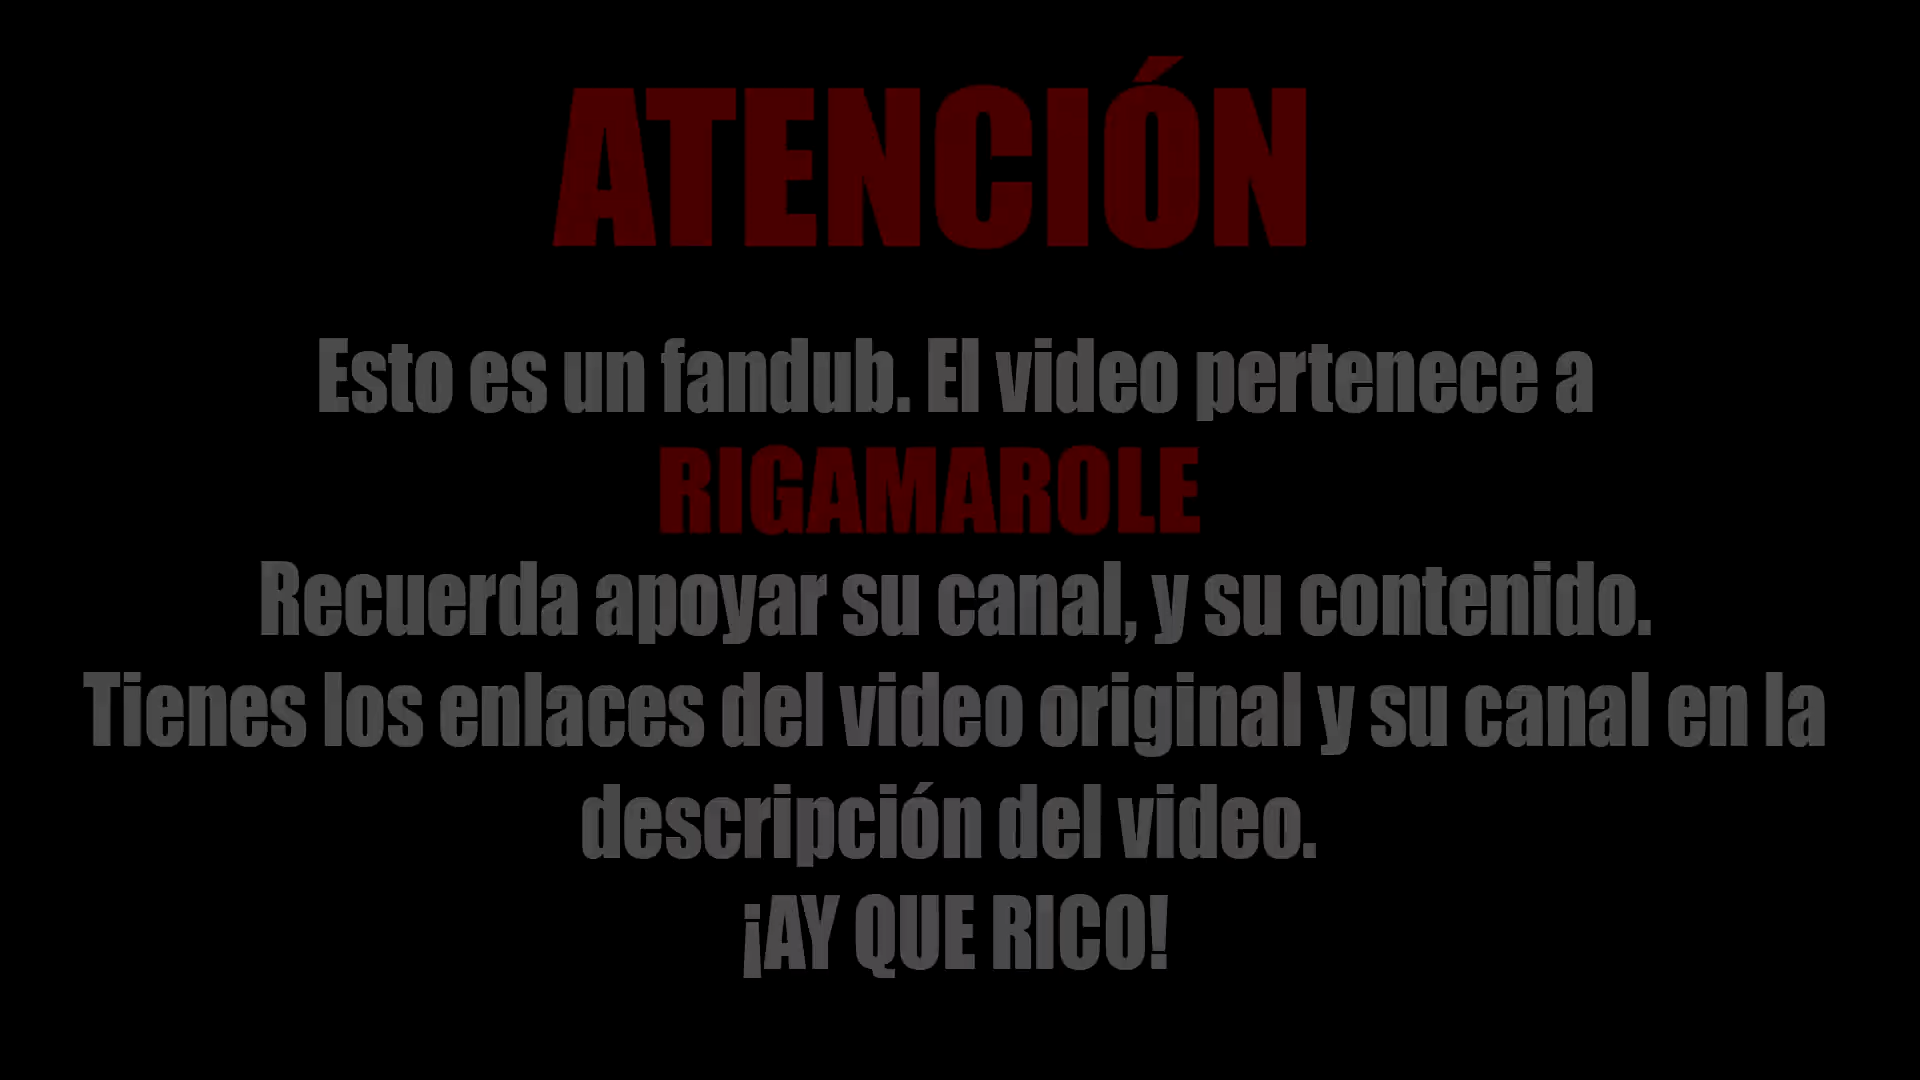 ATENCIÓN
Esto es un fandub. El video pertenece a
RIGAMAROLE
Recuerda apoyar su canal, y su contenido.
Tienes los enlaces del video original y su canal en la
descripción del video.
¡AY QUE RICO!